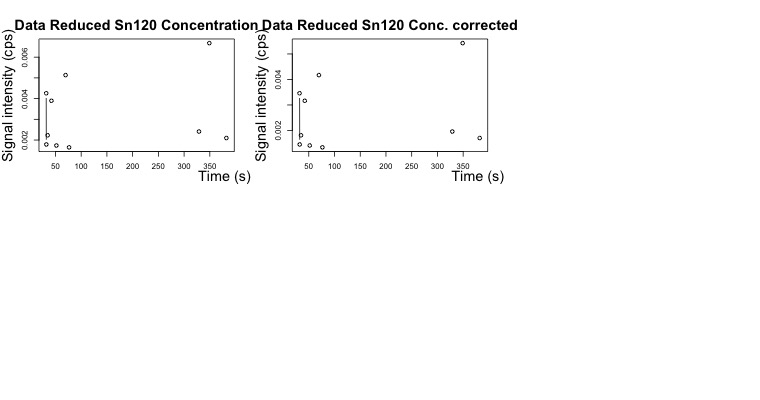 Data Reduced Sn120 Concentration
Signal intensity (cps)
0.006
0.004
0.002
50 100 150 200 250 300 350
Time (s)
Data Reduced Sn120 Conc. corrected
Signal intensity (cps)
0.004
0.002
50 100 150 200 250 300 350
Time (s)